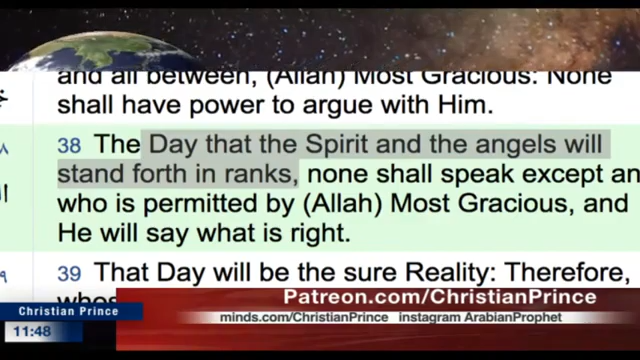 and all between, (Allah) Most Gracious: None
shall have power to argue with Him.
38 The Day that the Spirit and the angels will
stand forth in ranks, none shall speak except an
who is permitted by (Allah) Most Gracious, and
He will say what is right.
39 That Day will be the sure Reality: Therefore,
Patreon.com/ChristianPrince
Christian Prince
minds.com/ChristianPrince instagram ArabianProphet
11:48